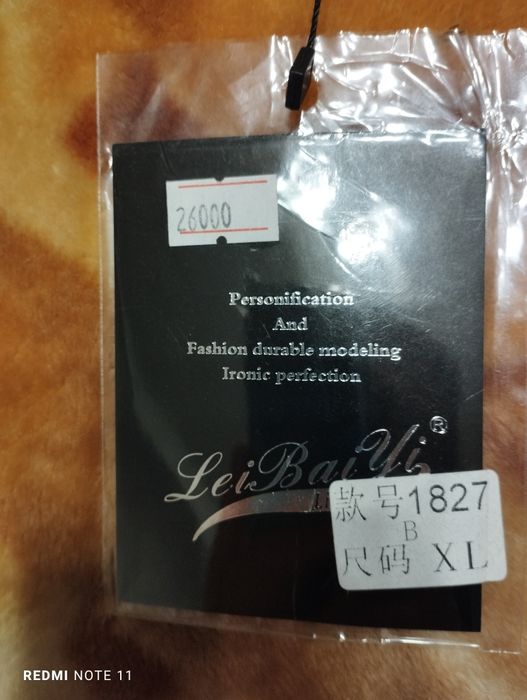 26000
Personification
And
Fashion durable modeling
Ironic perfection
LeiBaiYi®
款号1827
B
尺码 XL
REDMI NOTE 11